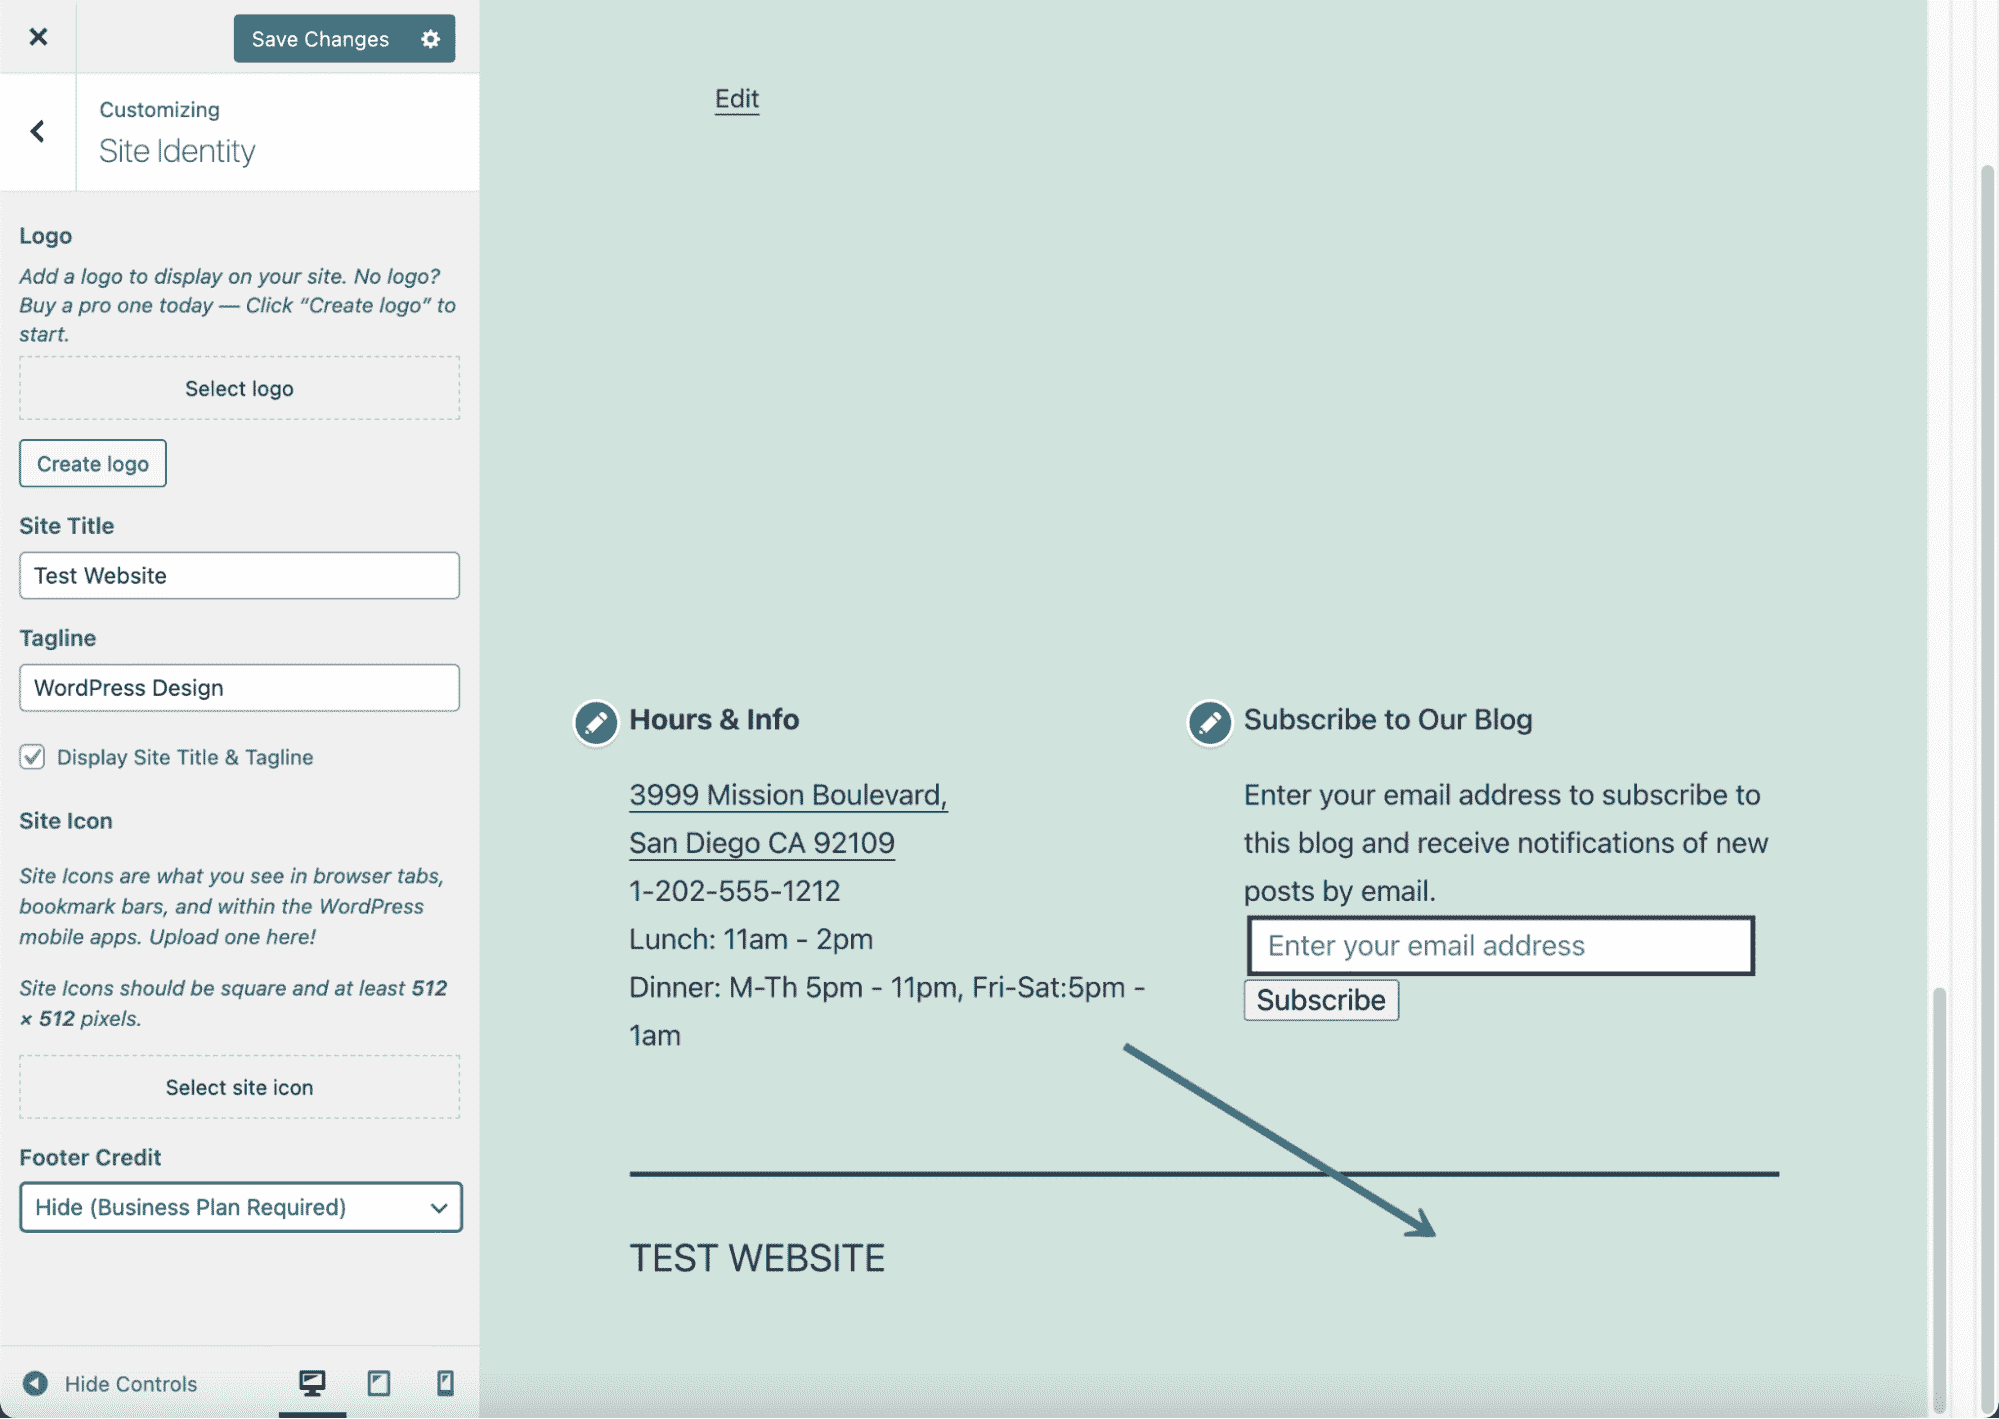 Save Changes
Customizing
Site Identity
Logo
Add a logo to display on your site. No logo?
Buy a pro one today — Click “Create logo” to
start.
Select logo
Create logo
Site Title
Test Website
Tagline
WordPress Design
Display Site Title & Tagline
Site Icon
Site Icons are what you see in browser tabs,
bookmark bars, and within the WordPress
mobile apps. Upload one here!
Site Icons should be square and at least 512
× 512 pixels.
Select site icon
Footer Credit
Hide (Business Plan Required)
Hide Controls
Edit
Hours & Info
3999 Mission Boulevard,
San Diego CA 92109
1-202-555-1212
Lunch: 11am - 2pm
Dinner: M-Th 5pm - 11pm, Fri-Sat:5pm -
1am
Subscribe to Our Blog
Enter your email address to subscribe to
this blog and receive notifications of new
posts by email.
Enter your email address
Subscribe
TEST WEBSITE